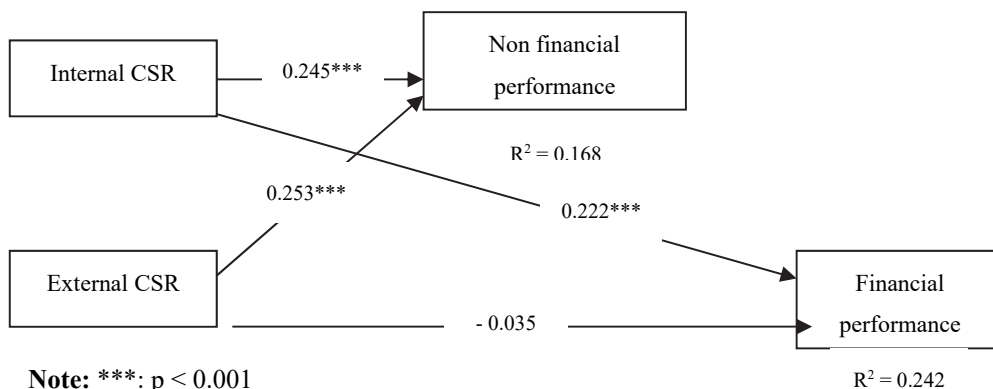 Internal CSR
0.245***
Non financial
performance
R² = 0.168
0.253***
0.222***
External CSR
- 0.035
Financial
performance
R² = 0.242
Note: ***: p < 0.001